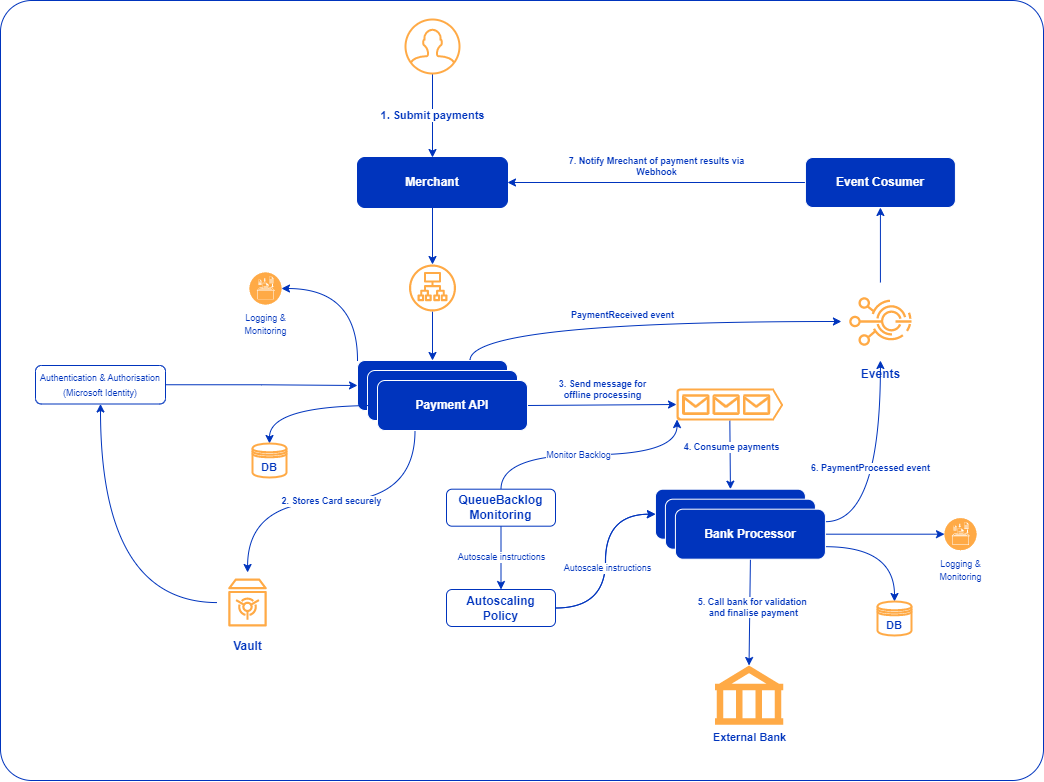 1. Submit payments
Merchant
7. Notify Mrechant of payment results via
Webhook
Event Cosumer
Logging &
Monitoring
PaymentReceived event
Events
Authentication & Authorisation
(Microsoft Identity)
Payment API
3. Send message for
offline processing
DB
4. Consume payments
Monitor Backlog
6. PaymentProcessed event
2. Stores Card securely
QueueBacklog
Monitoring
Bank Processor
Autoscale instructions
Autoscale instructions
Logging &
Monitoring
Autoscaling
Policy
5. Call bank for validation
and finalise payment
DB
Vault
External Bank